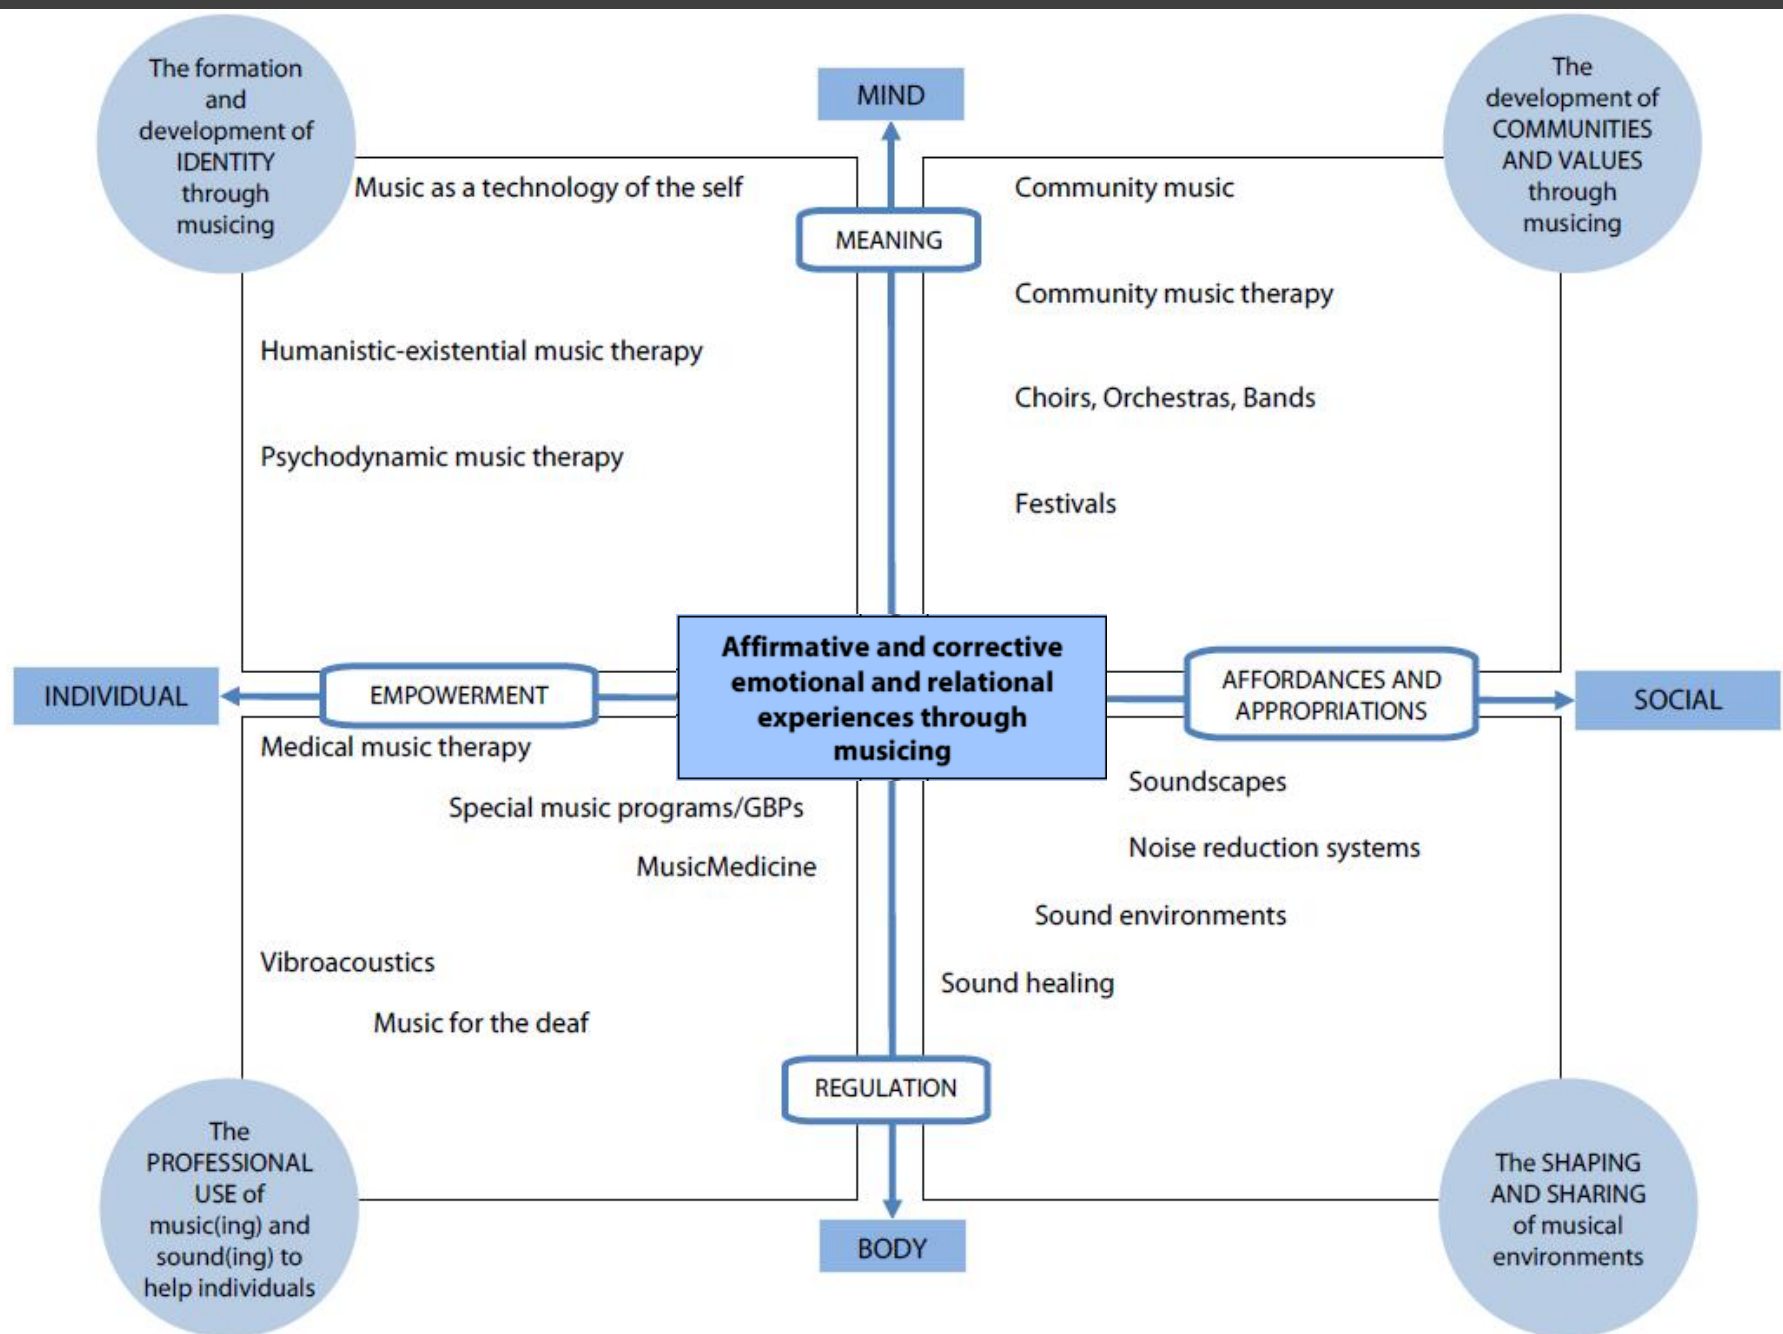 The formation
and
development of
IDENTITY
through
musicing
MIND
The
development of
COMMUNITIES
AND VALUES
through
musicing
Music as a technology of the self
MEANING
Community music
Community music therapy
Humanistic-existential music therapy
Choirs, Orchestras, Bands
Psychodynamic music therapy
Festivals
INDIVIDUAL
EMPOWERMENT
Affirmative and corrective
emotional and relational
experiences through
musicing
AFFORDANCES AND
APPROPRIATIONS
SOCIAL
Medical music therapy
Special music programs/GBPs
MusicMedicine
Vibroacoustics
Music for the deaf
Soundscapes
Noise reduction systems
Sound environments
Sound healing
REGULATION
The
PROFESSIONAL
USE of
music(ing) and
sound(ing) to
help individuals
BODY
The SHAPING
AND SHARING
of musical
environments